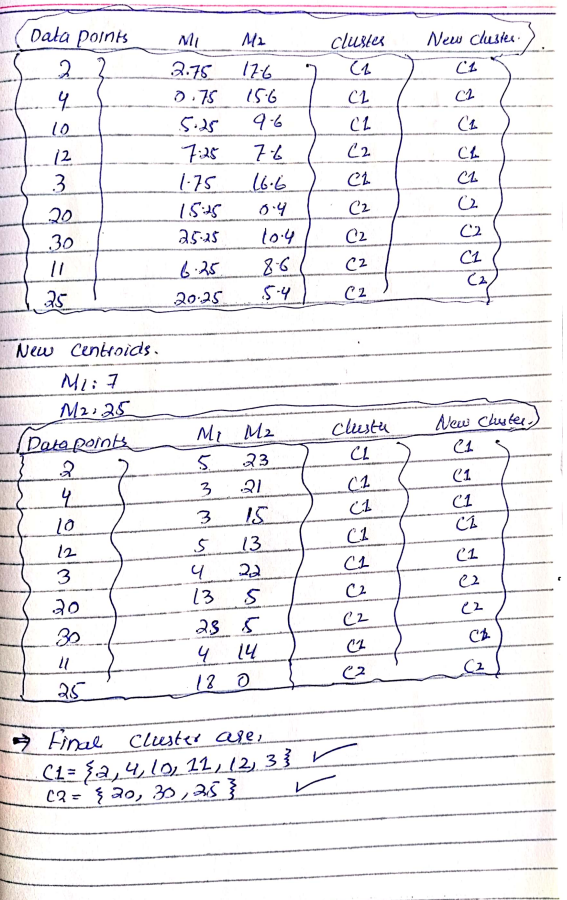 Data points M1 M2 cluster New cluster.
2 2.75 17.6 C1 C1
4 0.75 15.6 C1 C1
10 5.25 9.6 C1 C1
12 7.25 7.6 C2 C1
3 1.75 16.6 C1 C1
20 15.25 0.4 C2 C2
30 25.25 10.4 C2 C2
11 6.25 8.6 C2 C1
25 20.25 5.4 C2 C2
New Centroids.
M1: 7
M2: 25
Data points M1 M2 cluster New cluster.
2 5 23 C1 C1
4 3 21 C1 C1
10 3 15 C1 C1
12 5 13 C1 C1
3 4 22 C1 C1
20 13 5 C2 C2
30 23 5 C2 C2
11 4 14 C1 C1
25 18 0 C2 C2
⇒ Final cluster are,
C1 = {2, 4, 10, 11, 12, 3} ✓
C2 = {20, 30, 25} ✓